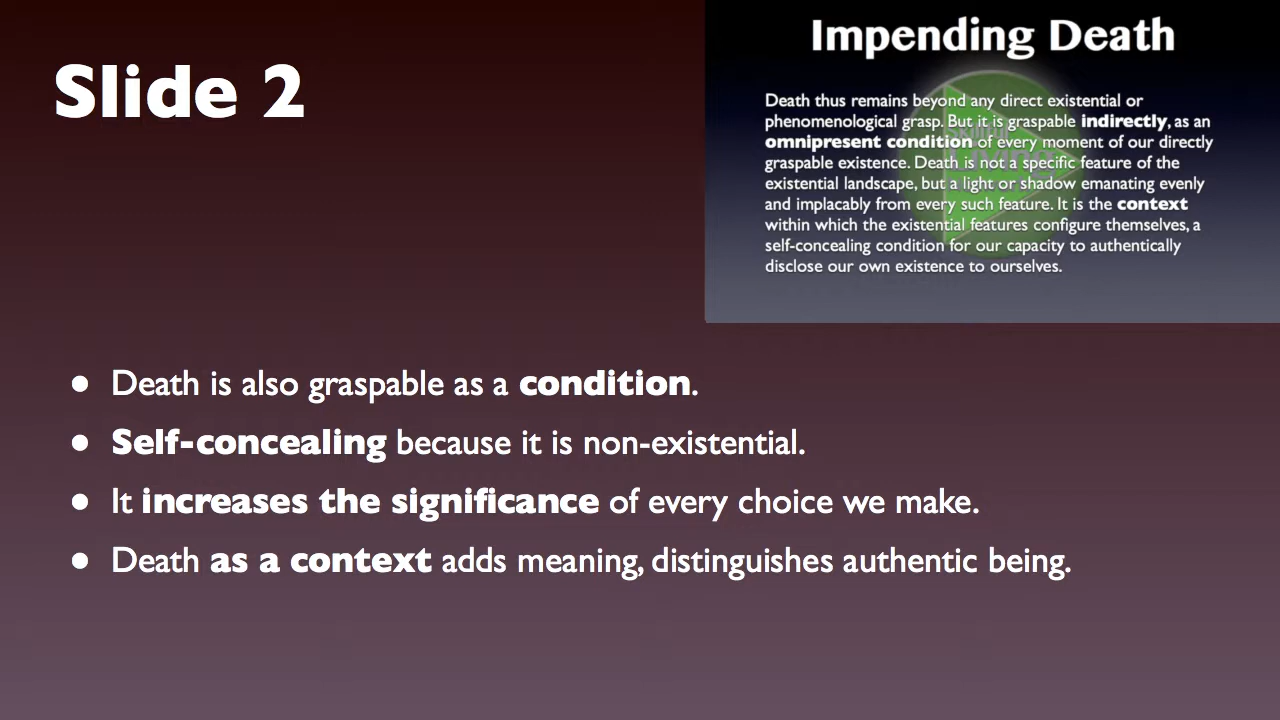 Slide 2
Impending Death
Death thus remains beyond any direct existential or
phenomenological grasp. But it is graspable indirectly, as an
omnipresent condition of every moment of our directly
graspable existence. Death is not a specific feature of the
existential landscape, but a light or shadow emanating evenly
and implacably from every such feature. It is the context
within which the existential features configure themselves, a
self-concealing condition for our capacity to authentically
disclose our own existence to ourselves.
● Death is also graspable as a condition.
● Self-concealing because it is non-existential.
● It increases the significance of every choice we make.
● Death as a context adds meaning, distinguishes authentic being.